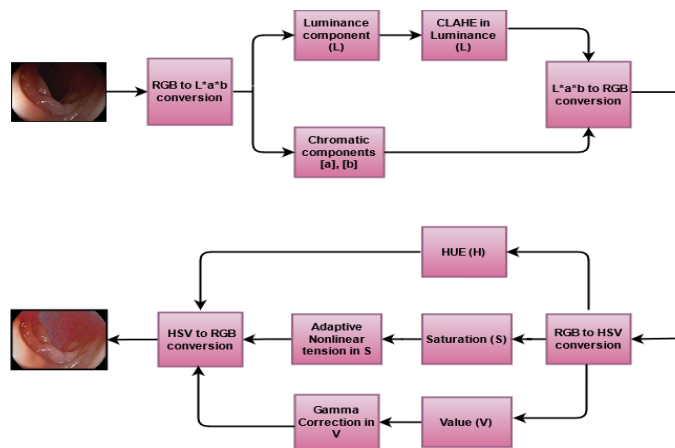 Luminance
component
(L)
CLAHE in
Luminance (L)
RGB to L*a*b
conversion
L*a*b to RGB
conversion
Chromatic
components
[a], [b]
HUE (H)
HSV to RGB
conversion
Adaptive
Nonlinear
tension in S
Saturation (S)
RGB to HSV
conversion
Gamma
Correction in
V
Value (V)